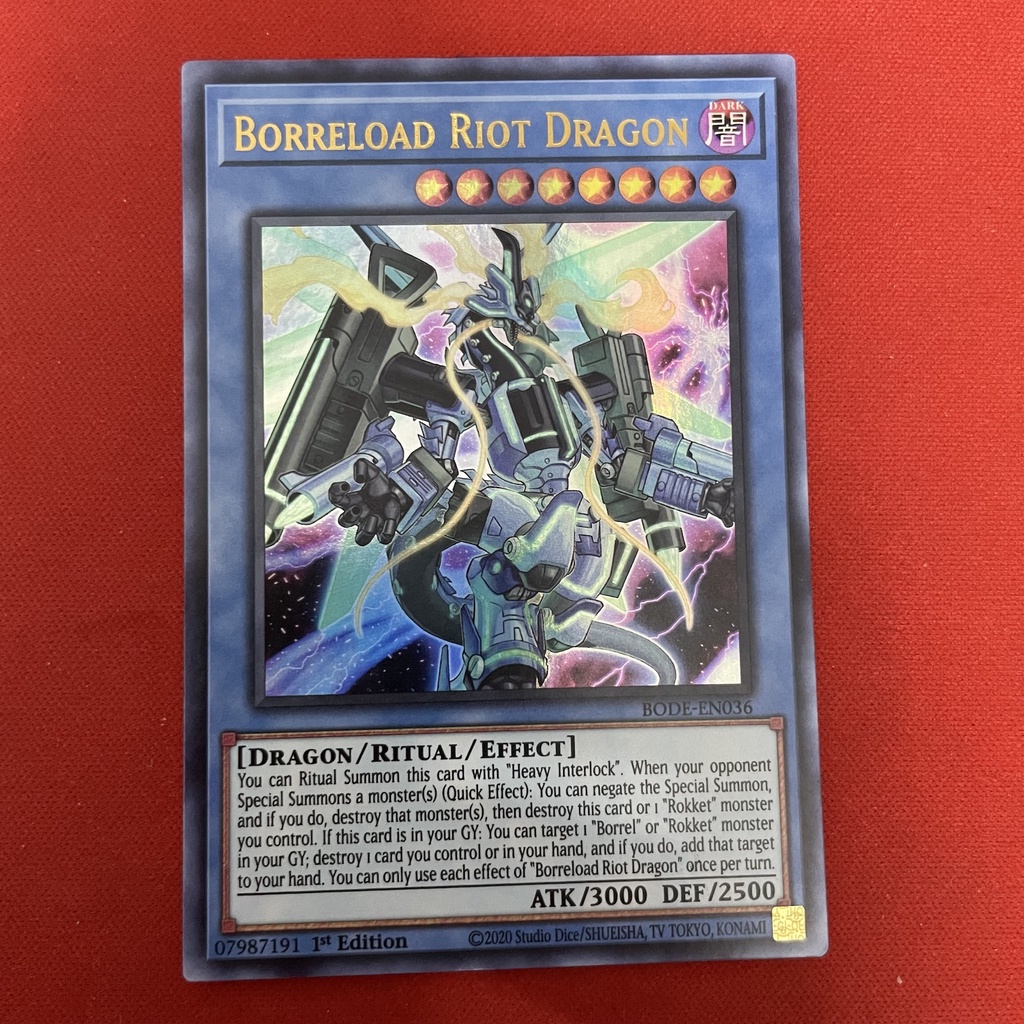 BORRELOAD RIOT DRAGON
DARK
闇
BODE-EN036
[DRAGON/RITUAL/EFFECT]
You can Ritual Summon this card with "Heavy Interlock". When your opponent
Special Summons a monster(s) (Quick Effect): You can negate the Special Summon,
and if you do, destroy that monster(s), then destroy this card or 1 "Rokket" monster
you control. If this card is in your GY: You can target 1 "Borrel" or "Rokket" monster
in your GY; destroy 1 card you control or in your hand, and if you do, add that target
to your hand. You can only use each effect of "Borreload Riot Dragon" once per turn.
ATK/3000 DEF/2500
07987191 1st Edition
©2020 Studio Dice/SHUEISHA, TV TOKYO, KONAMI